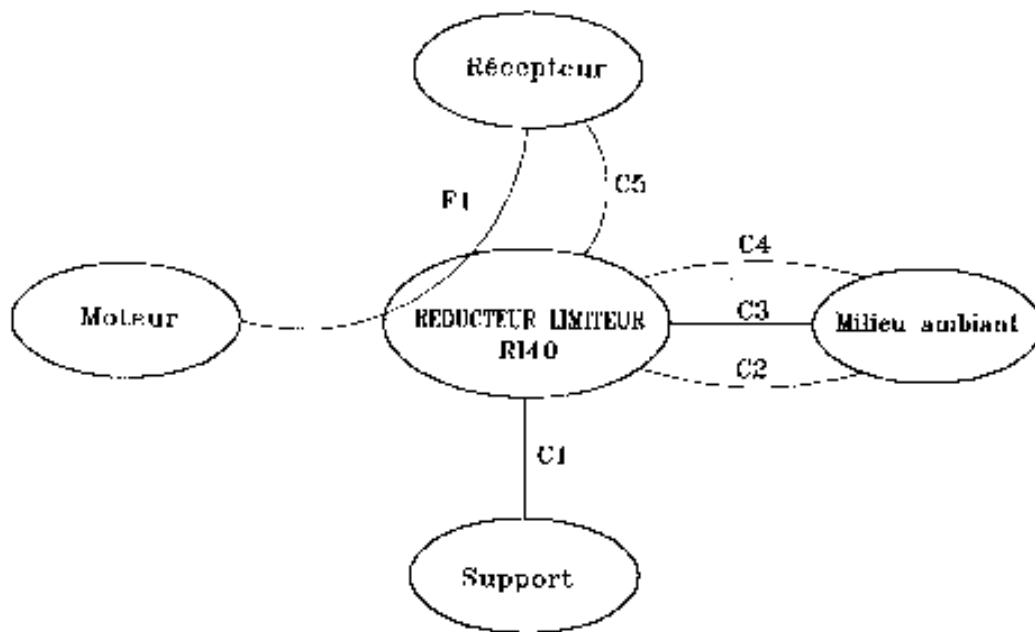 Récepteur
F1
C5
C4
Moteur
REDUCTEUR LIMITEUR
C3
Milieu ambiant
Rl40
C2
C1
Support